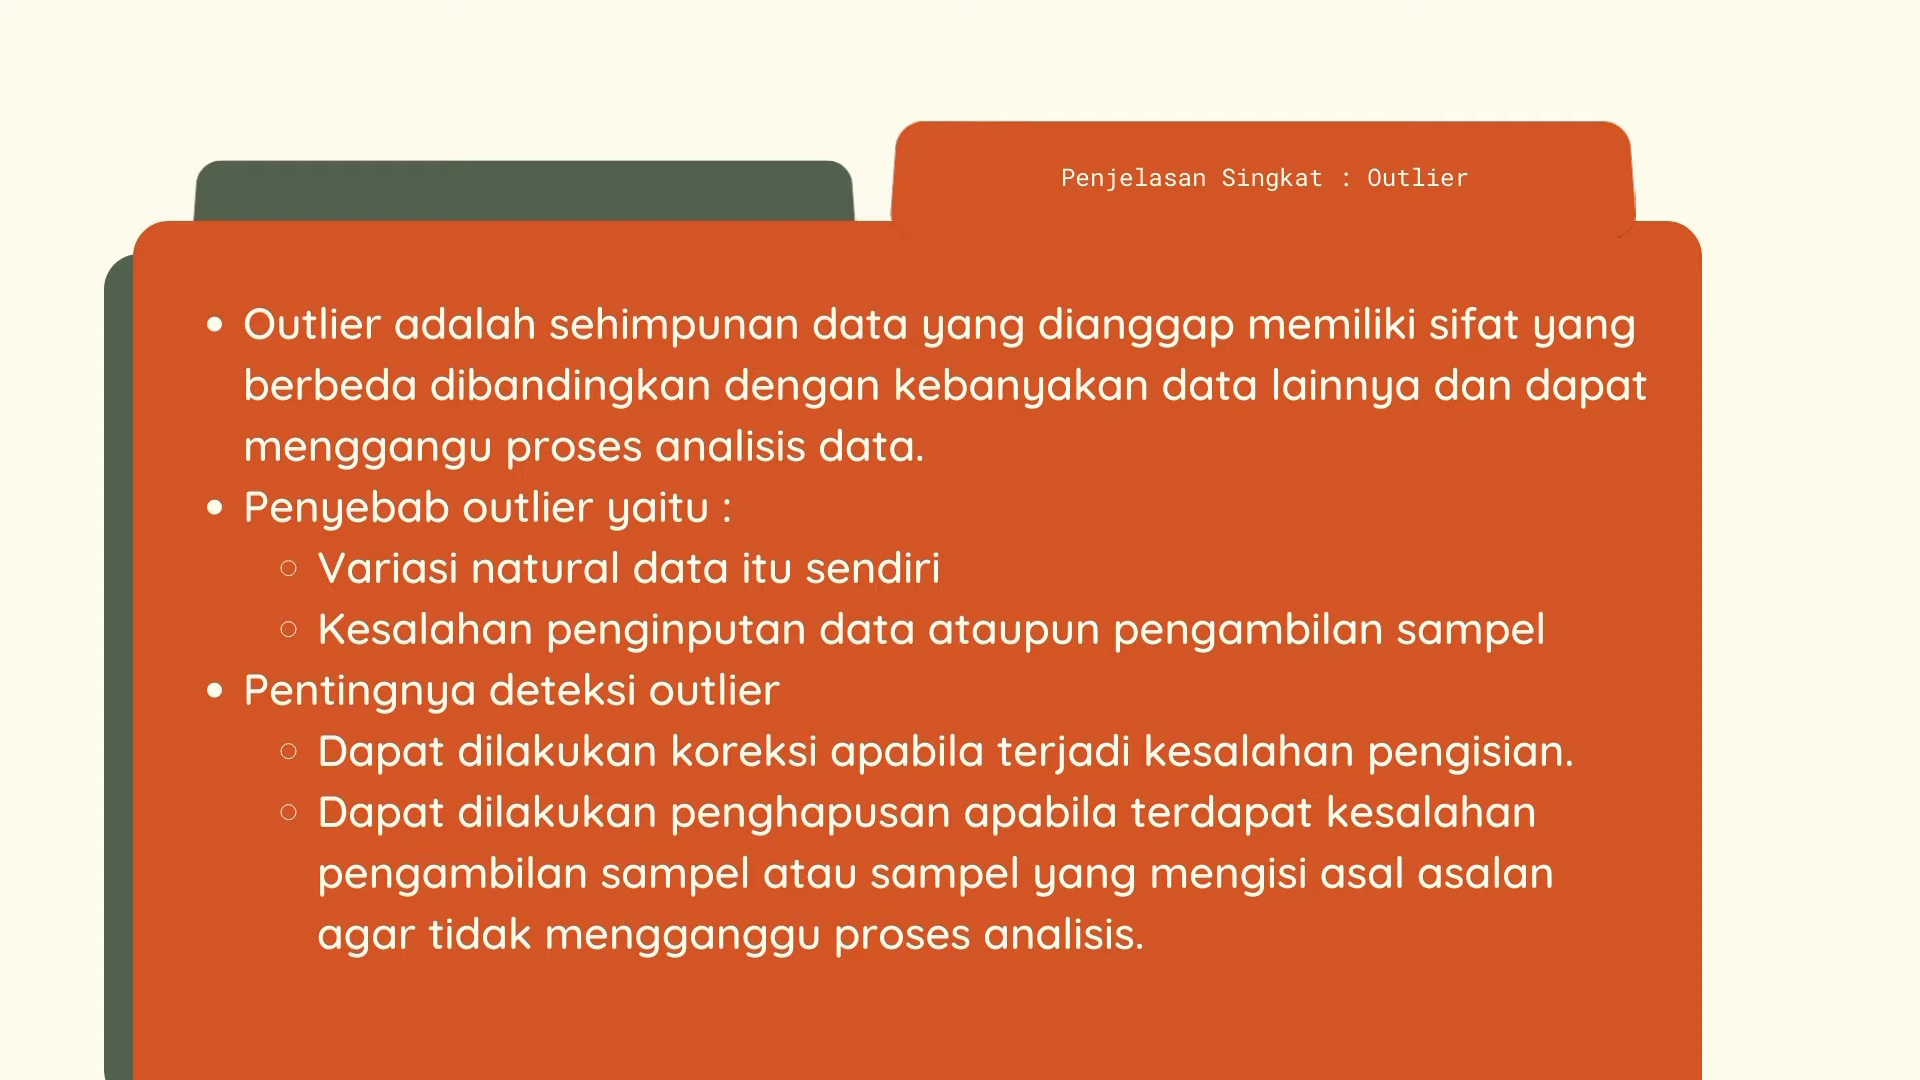 Penjelasan Singkat : Outlier
• Outlier adalah sehimpunan data yang dianggap memiliki sifat yang
berbeda dibandingkan dengan kebanyakan data lainnya dan dapat
menggangu proses analisis data.
• Penyebab outlier yaitu :
○ Variasi natural data itu sendiri
○ Kesalahan penginputan data ataupun pengambilan sampel
• Pentingnya deteksi outlier
○ Dapat dilakukan koreksi apabila terjadi kesalahan pengisian.
○ Dapat dilakukan penghapusan apabila terdapat kesalahan
pengambilan sampel atau sampel yang mengisi asal asalan
agar tidak mengganggu proses analisis.